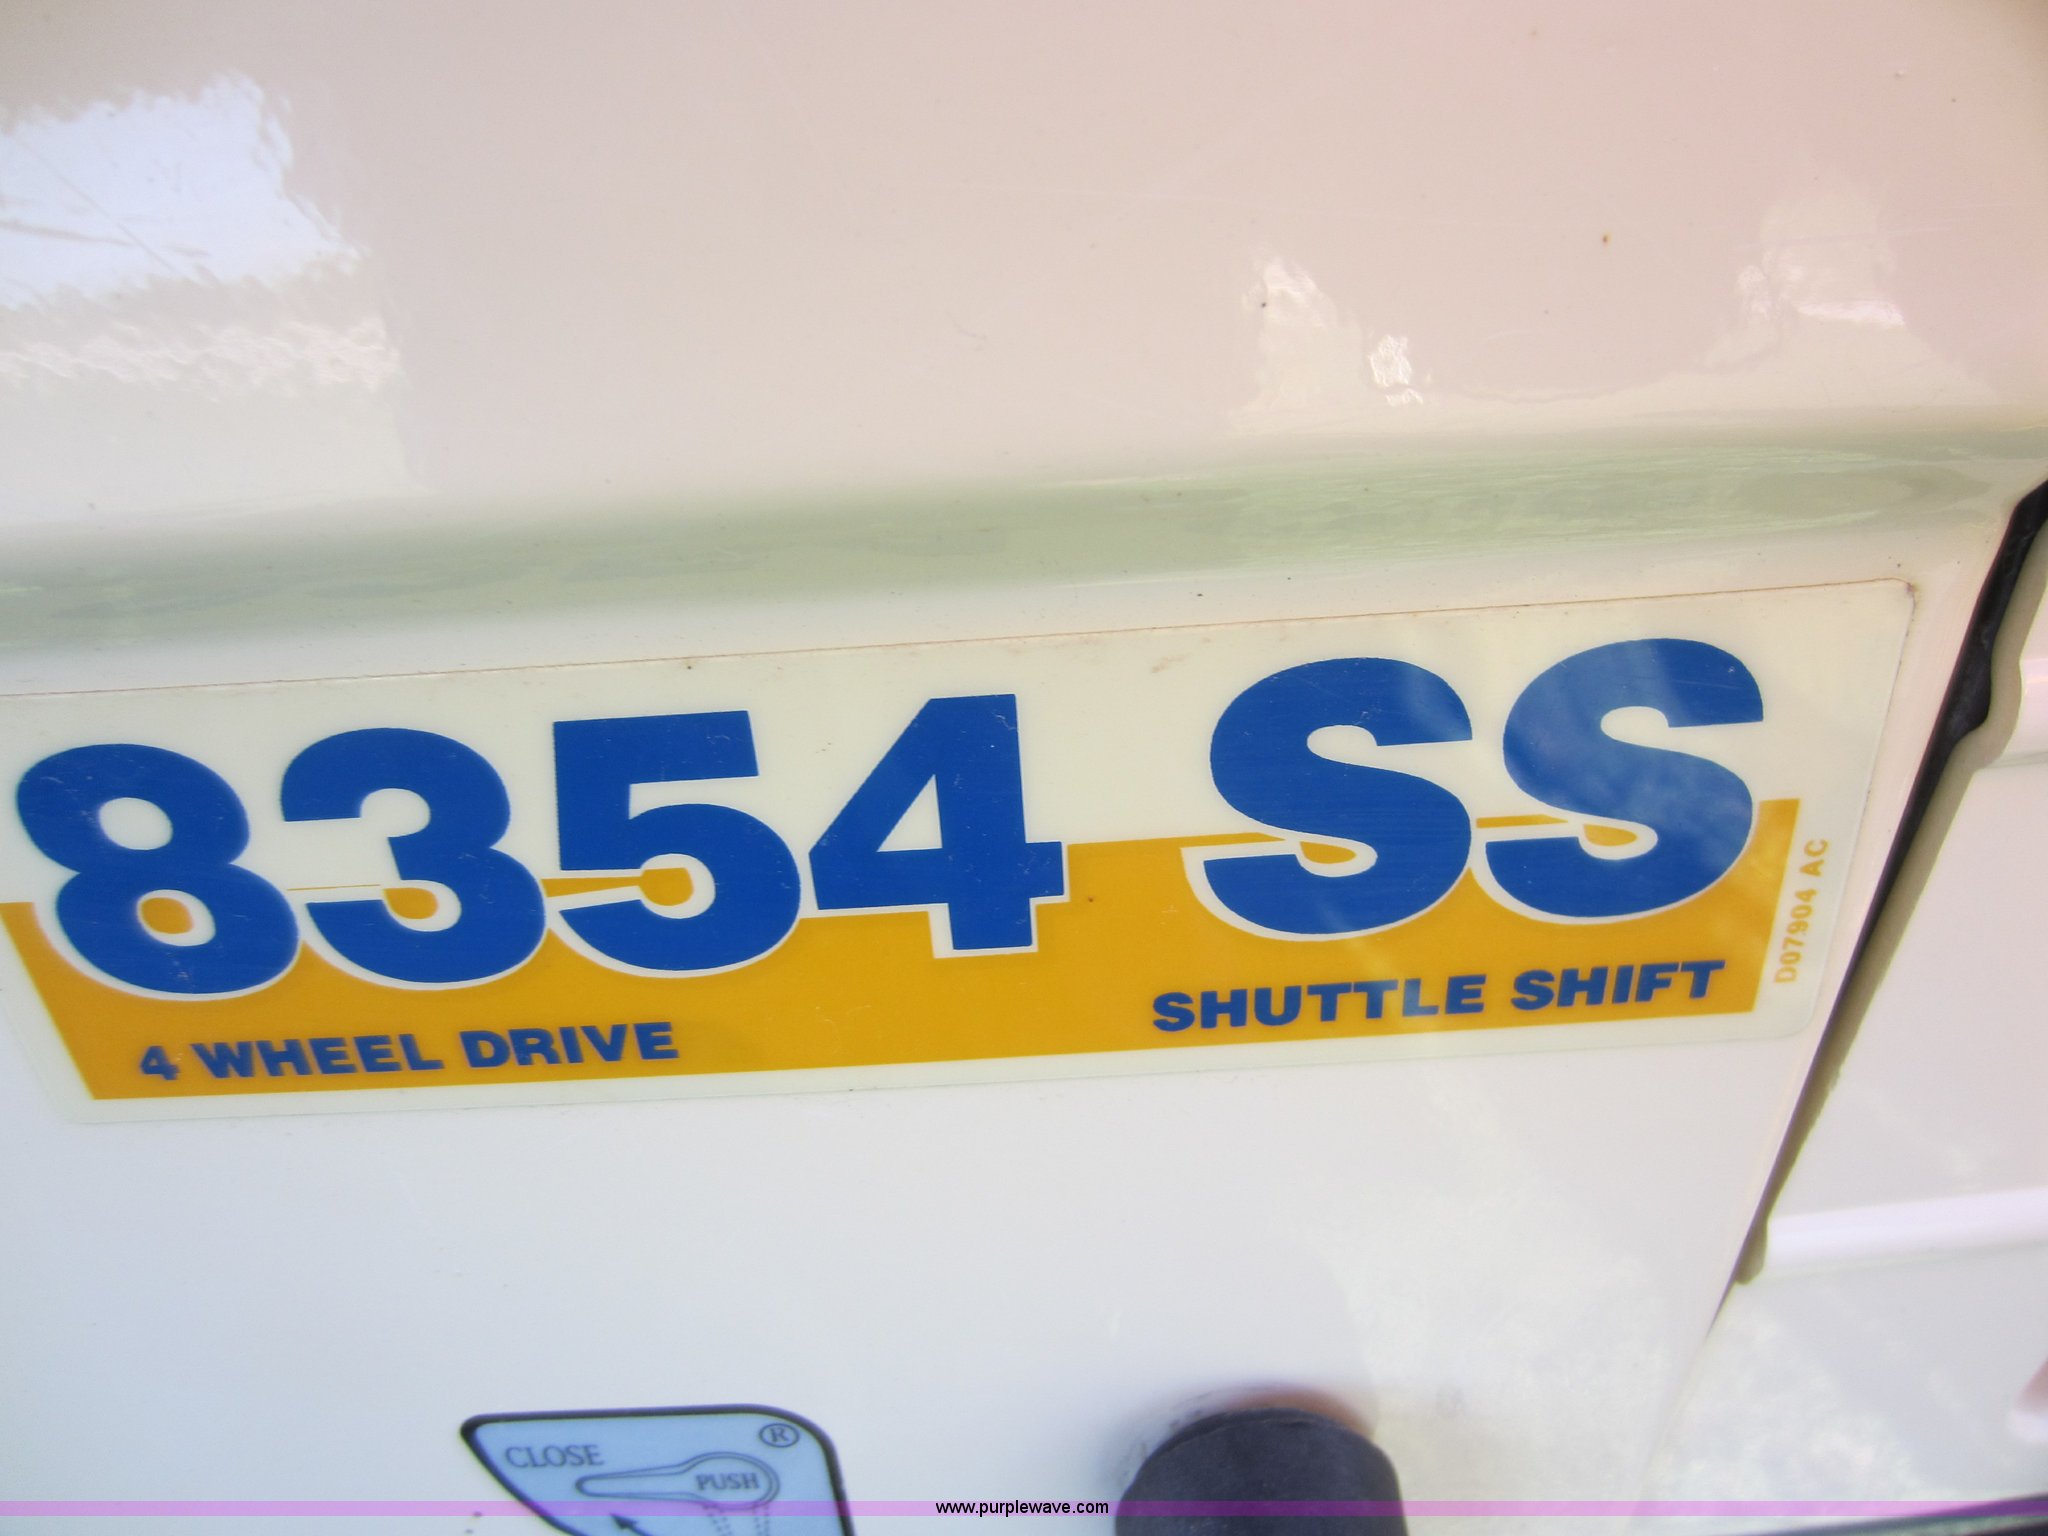 8354 SS
4 WHEEL DRIVE
SHUTTLE SHIFT
D07904 AC
CLOSE
®
PUSH
www.purplewave.com